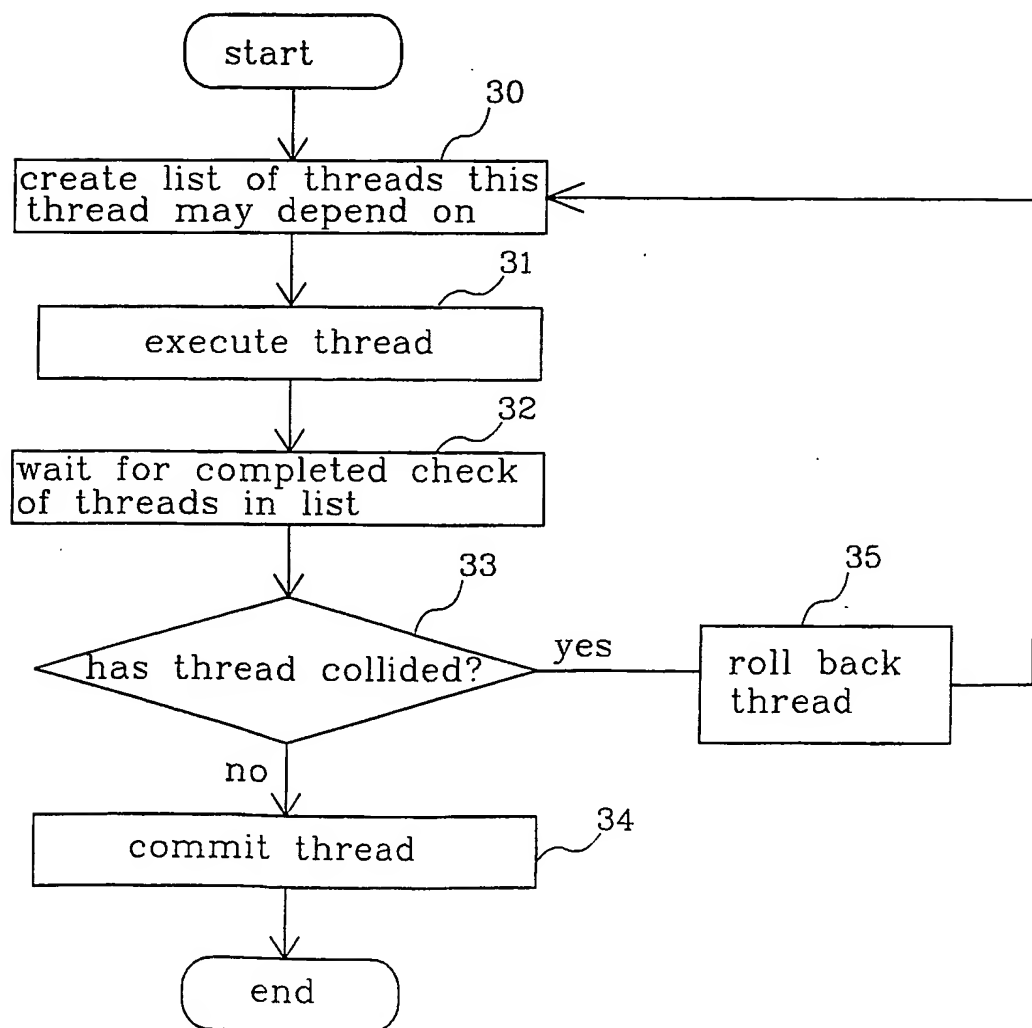 start
30
create list of threads this
thread may depend on
31
execute thread
32
wait for completed check
of threads in list
33
has thread collided?
yes
35
roll back
thread
no
34
commit thread
end